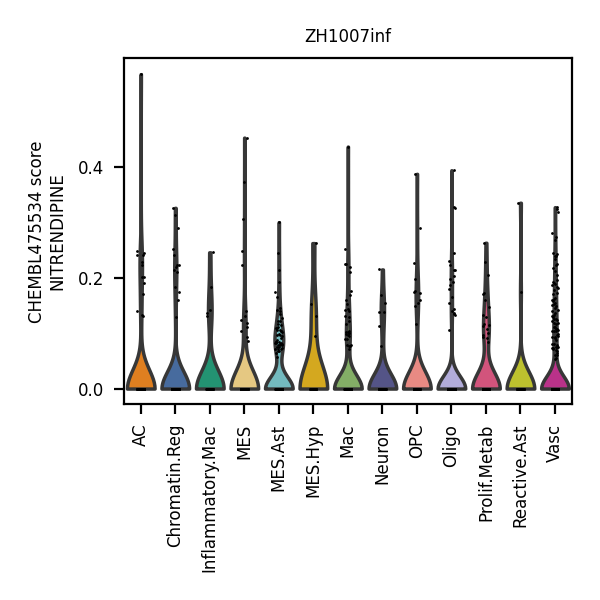 ZH1007inf
CHEMBL475534 score
NITRENDIPINE
0.4
0.2
0.0
AC
Chromatin.Reg
Inflammatory.Mac
MES
MES.Ast
MES.Hyp
Mac
Neuron
OPC
Oligo
Prolif.Metab
Reactive.Ast
Vasc